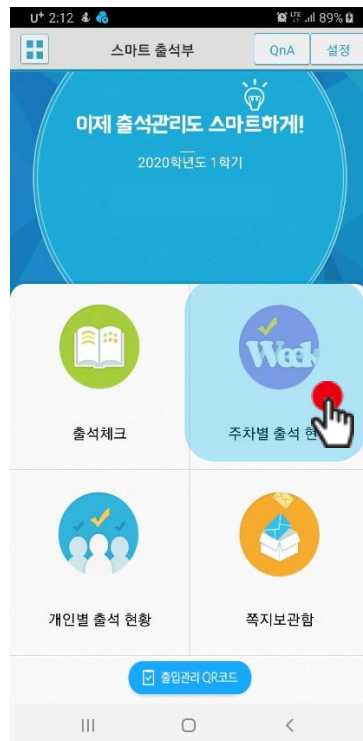 U+ 2:12 89%
스마트 출석부 QnA 설정
이제 출석관리도 스마트하게!
2020학년도 1학기
Week
출석체크
주차별 출석 현
개인별 출석 현황
쪽지보관함
출입관리 QR코드